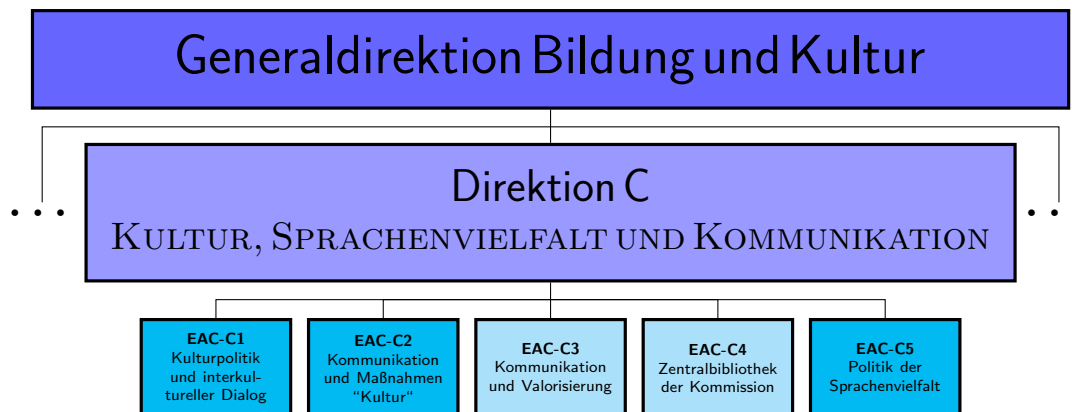 Generaldirektion Bildung und Kultur
Direktion C
KULTUR, SPRACHENVIELFALT UND KOMMUNIKATION
...
..
EAC-C1
Kulturpolitik
und interkul-
tureller Dialog
EAC-C2
Kommunikation
und Maßnahmen
“Kultur“
EAC-C3
Kommunikation
und Valorisierung
EAC-C4
Zentralbibliothek
der Kommission
EAC-C5
Politik der
Sprachenvielfalt